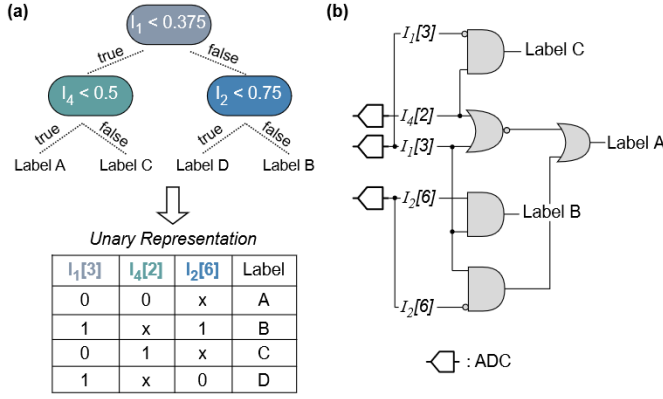 (a)
I₁ < 0.375
true
false
I₄ < 0.5
I₂ < 0.75
true
false
true
false
Label A
Label C
Label D
Label B
Unary Representation
I₁[3] I₄[2] I₂[6] Label
0 0 x A
1 x 1 B
0 1 x C
1 x 0 D
(b)
I₁[3]
Label C
I₄[2]
I₁[3]
Label A
I₂[6]
Label B
I₂[6]
: ADC